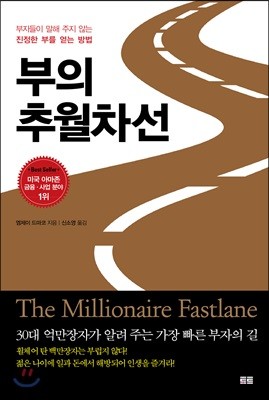 부자들이 말해 주지 않는
진정한 부를 얻는 방법
부의
추월차선
Best Seller
미국 아마존
금융·사업 분야
1위
엠제이 드마코 지음 | 신소영 옮김
The Millionaire Fastlane
30대 억만장자가 알려 주는 가장 빠른 부자의 길
휠체어 탄 백만장자는 부럽지 않다!
젊은 나이에 일과 돈에서 해방되어 인생을 즐겨라!
토트